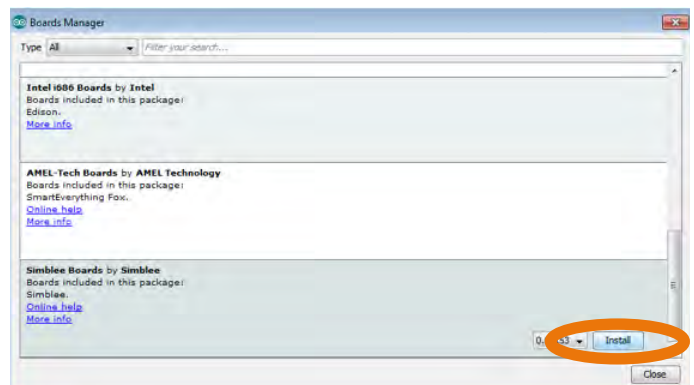 Boards Manager
Type All Filter your search...
Intel i686 Boards by Intel
Boards included in this package:
Edison.
More info
AMEL-Tech Boards by AMEL Technology
Boards included in this package:
SmartEverything Fox.
Online help
More info
Simblee Boards by Simblee
Boards included in this package:
Simblee.
Online help
More info
Install
Close